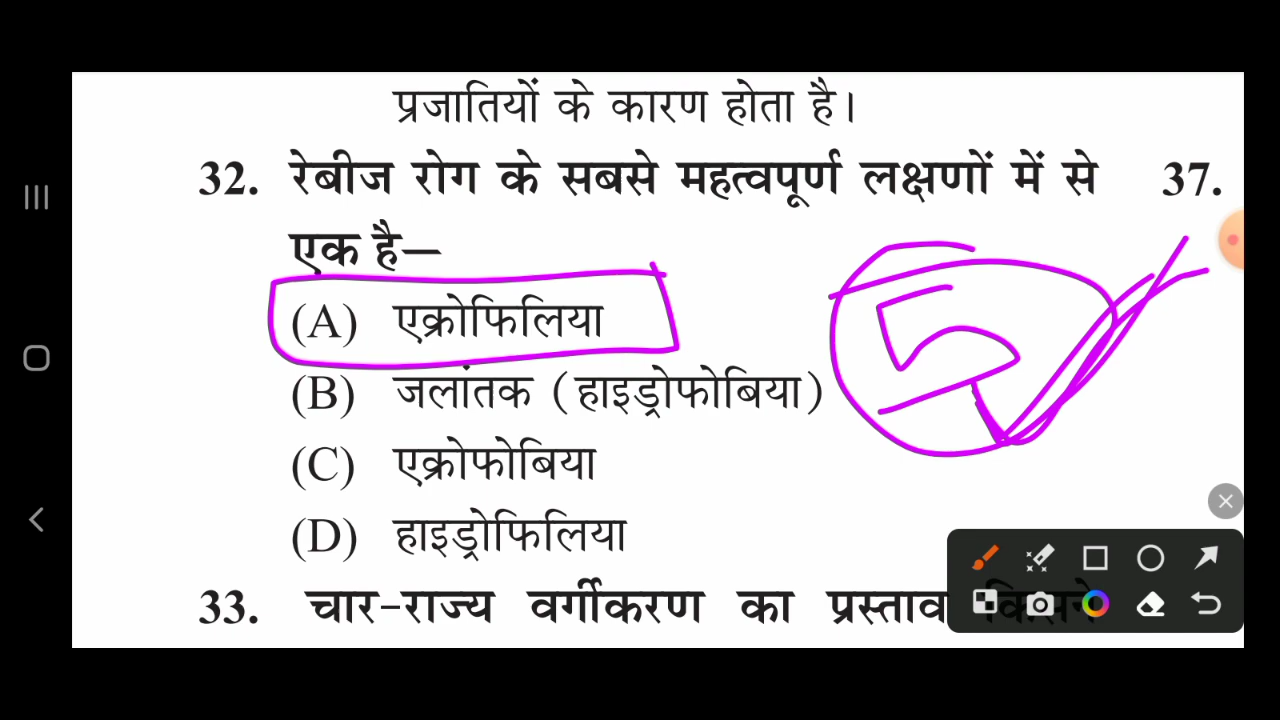 प्रजातियों के कारण होता है।
32. रेबीज रोग के सबसे महत्वपूर्ण लक्षणों में से 37.
एक है—
(A) एक्रोफिलिया
(B) जलांतक (हाइड्रोफोबिया)
(C) एक्रोफोबिया
(D) हाइड्रोफिलिया
33. चार-राज्य वर्गीकरण का प्रस्ताव किसने